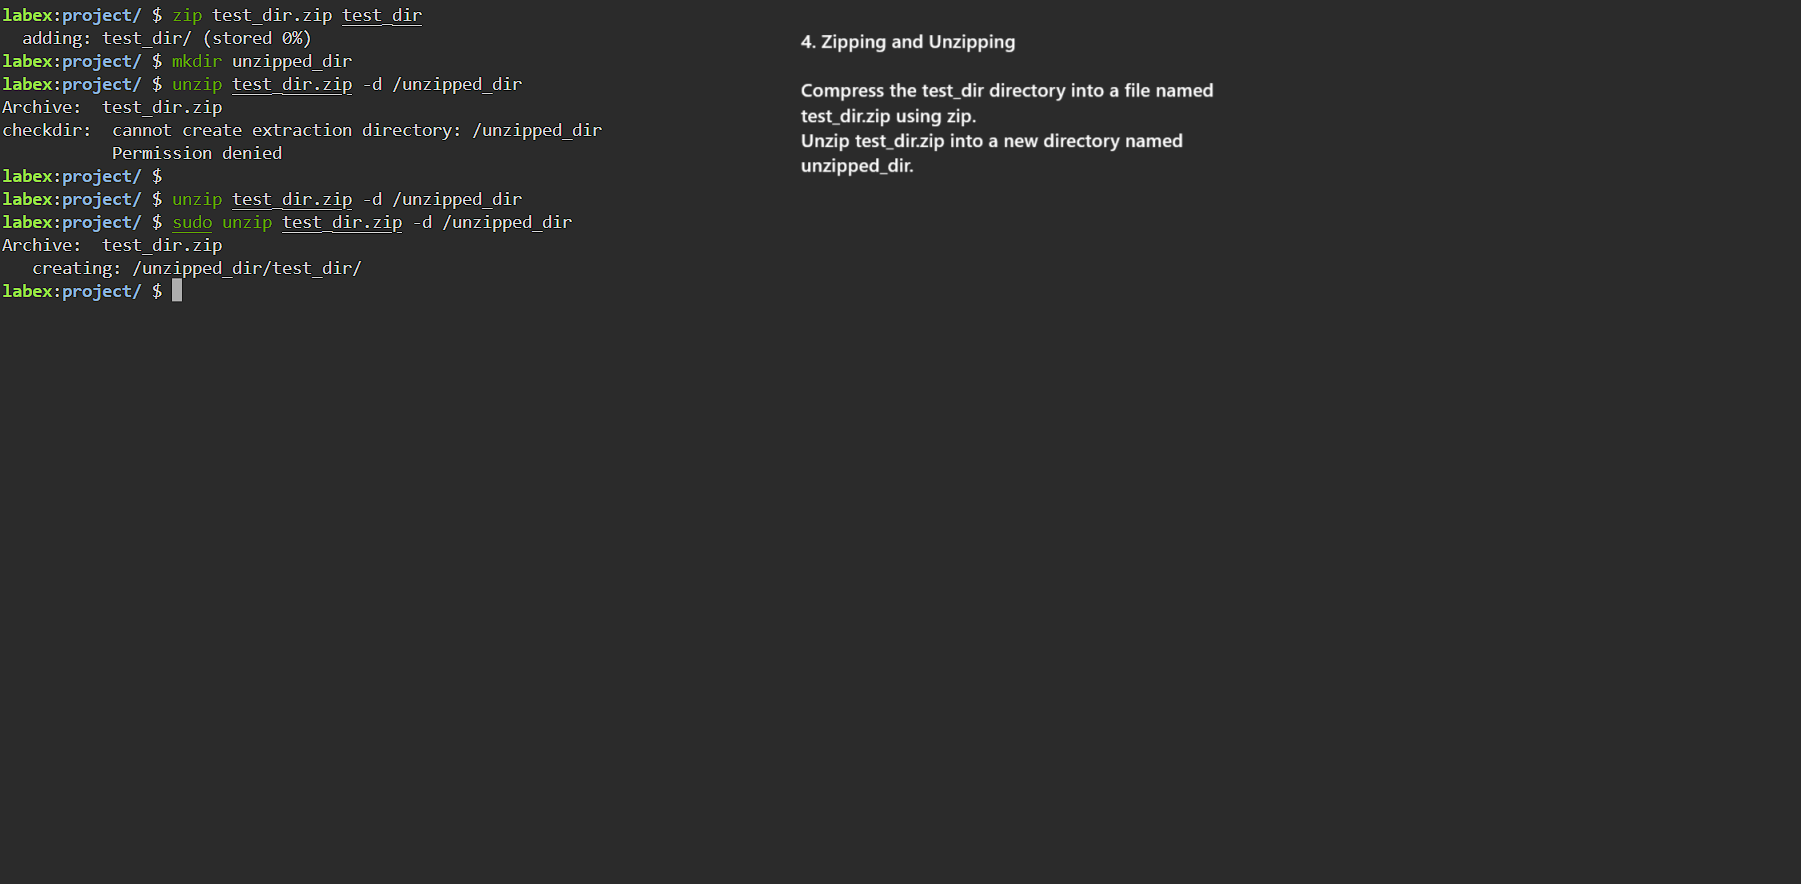 labex:project/ $ zip test_dir.zip test_dir
  adding: test_dir/ (stored 0%)
labex:project/ $ mkdir unzipped_dir
labex:project/ $ unzip test_dir.zip -d /unzipped_dir
Archive:  test_dir.zip
checkdir:  cannot create extraction directory: /unzipped_dir
           Permission denied
labex:project/ $
labex:project/ $ unzip test_dir.zip -d /unzipped_dir
labex:project/ $ sudo unzip test_dir.zip -d /unzipped_dir
Archive:  test_dir.zip
   creating: /unzipped_dir/test_dir/
labex:project/ $
4. Zipping and Unzipping
Compress the test_dir directory into a file named
test_dir.zip using zip.
Unzip test_dir.zip into a new directory named
unzipped_dir.